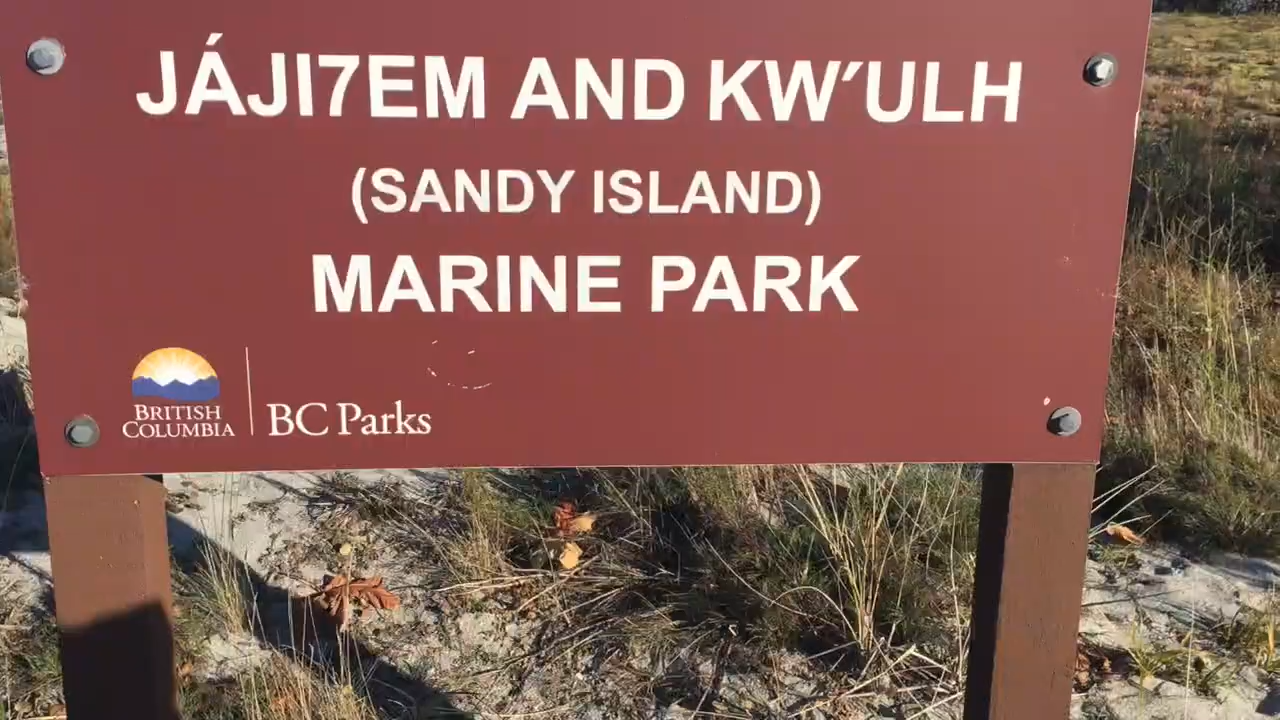 JÁJI7EM AND KW′ULH
(SANDY ISLAND)
MARINE PARK
BRITISH
COLUMBIA
BC Parks